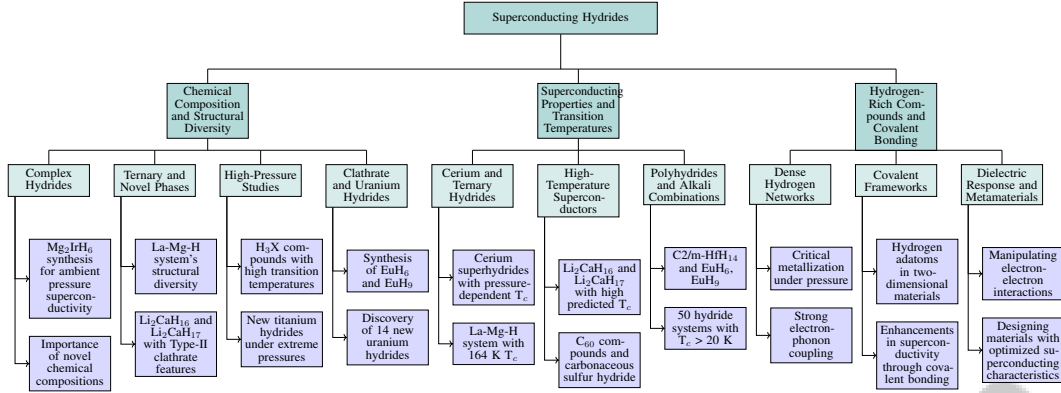 Superconducting Hydrides
Chemical
Composition
and Structural
Diversity
Superconducting
Properties and
Transition
Temperatures
Hydrogen-
Rich Com-
pounds and
Covalent
Bonding
Complex
Hydrides
Ternary and
Novel Phases
High-Pressure
Studies
Clathrate
and Uranium
Hydrides
Cerium and
Ternary Hydrides
High-
Temperature
Supercon-
ductors
Polyhydrides
and Alkali
Combinations
Dense
Hydrogen
Networks
Covalent
Frameworks
Dielectric
Response and
Metamaterials
Mg₂IrH₆
synthesis for
ambient
pressure
supercon-
ductivity
La-Mg-H
system's
structural
diversity
H₃X com-
pounds with
high transition
temperatures
Synthesis
of EuH₆
and EuH₉
Cerium
superhydrides
with pressure-
dependent T_c
Li₂CaH₁₆ and
Li₂CaH₁₇
with high
predicted T_c
C2/m-HfH₁₄
and EuH₆,
EuH₉
Critical
metallization
under pressure
Hydrogen
adatoms
in two-
dimensional
materials
Manipulating
electron-
electron
interactions
Importance
of novel
chemical
compositions
Li₂CaH₁₆ and
Li₂CaH₁₇
with Type-II
clathrate
features
New titanium
hydrides
under extreme
pressures
Discovery
of 14 new
uranium
hydrides
La-Mg-H
system with
164 K T_c
C₆₀ com-
pounds and
carbonaceous
sulfur hydride
50 hydride
systems with
T_c > 20 K
Strong
electron-
phonon
coupling
Enhancements
in supercon-
ductivity
through cova-
lent bonding
Designing
materials with
optimized su-
perconducting
characteristics